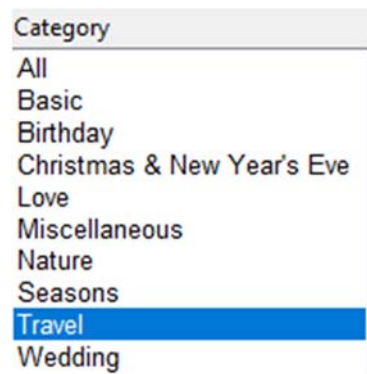 Category
All
Basic
Birthday
Christmas & New Year's Eve
Love
Miscellaneous
Nature
Seasons
Travel
Wedding